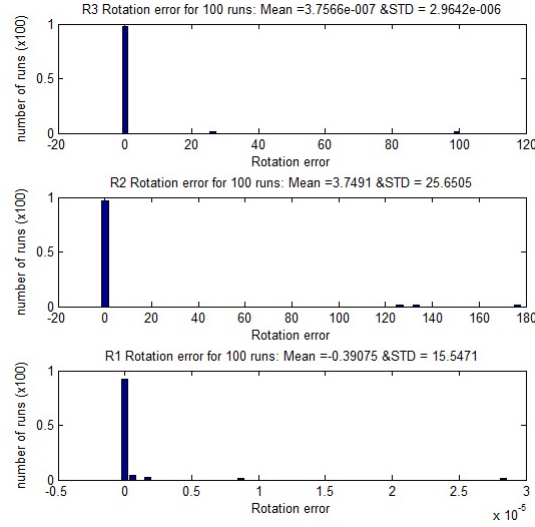 R3 Rotation error for 100 runs: Mean =3.7566e-007 &STD = 2.9642e-006
number of runs (x100)
1
0.5
0
-20 0 20 40 60 80 100 120
Rotation error
R2 Rotation error for 100 runs: Mean =3.7491 &STD = 25.6505
number of runs (x100)
1
0.5
0
-20 0 20 40 60 80 100 120 140 160 180
Rotation error
R1 Rotation error for 100 runs: Mean =-0.39075 &STD = 15.5471
number of runs (x100)
1
0.5
0
-0.5 0 0.5 1 1.5 2 2.5 3
Rotation error
x 10-5